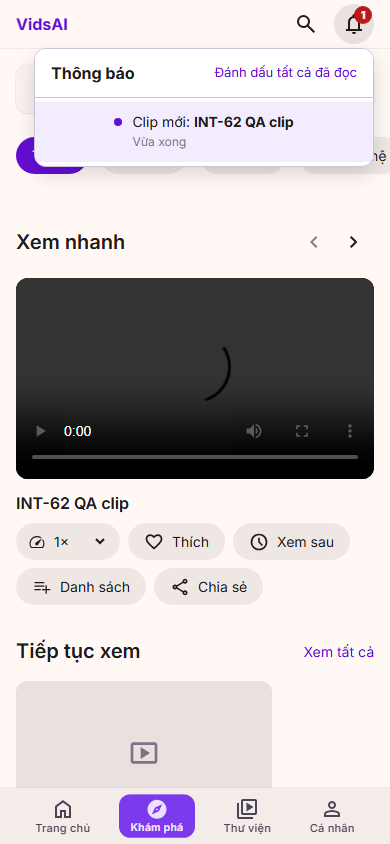 VidsAI
1
Thông báo
Đánh dấu tất cả đã đọc
Clip mới: INT-62 QA clip
Vừa xong
Xem nhanh
0:00
INT-62 QA clip
1×
Thích
Xem sau
Danh sách
Chia sẻ
Tiếp tục xem
Xem tất cả
Trang chủ
Khám phá
Thư viện
Cá nhân